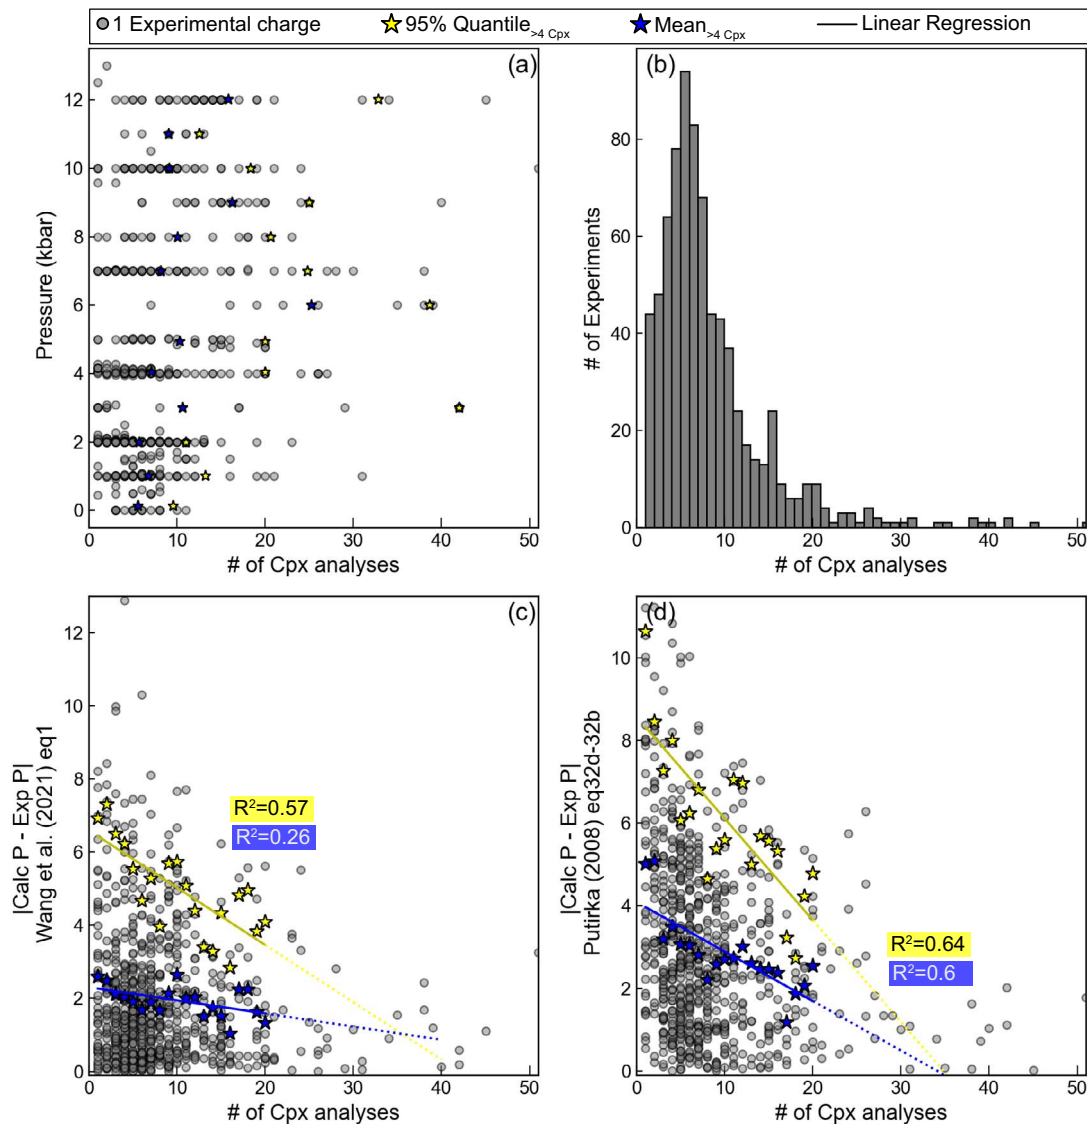 1 Experimental charge 95% Quantile>4 Cpx Mean>4 Cpx Linear Regression
(a)
12
10
8
6
4
2
0
Pressure (kbar)
0 10 20 30 40 50
# of Cpx analyses
(b)
80
60
40
20
0
# of Experiments
0 10 20 30 40 50
# of Cpx analyses
(c)
12
10
8
6
4
2
0
|Calc P - Exp P|
Wang et al. (2021) eq1
R²=0.57
R²=0.26
0 10 20 30 40 50
# of Cpx analyses
(d)
10
8
6
4
2
0
|Calc P - Exp P|
Putirka (2008) eq32d-32b
R²=0.64
R²=0.6
0 10 20 30 40 50
# of Cpx analyses